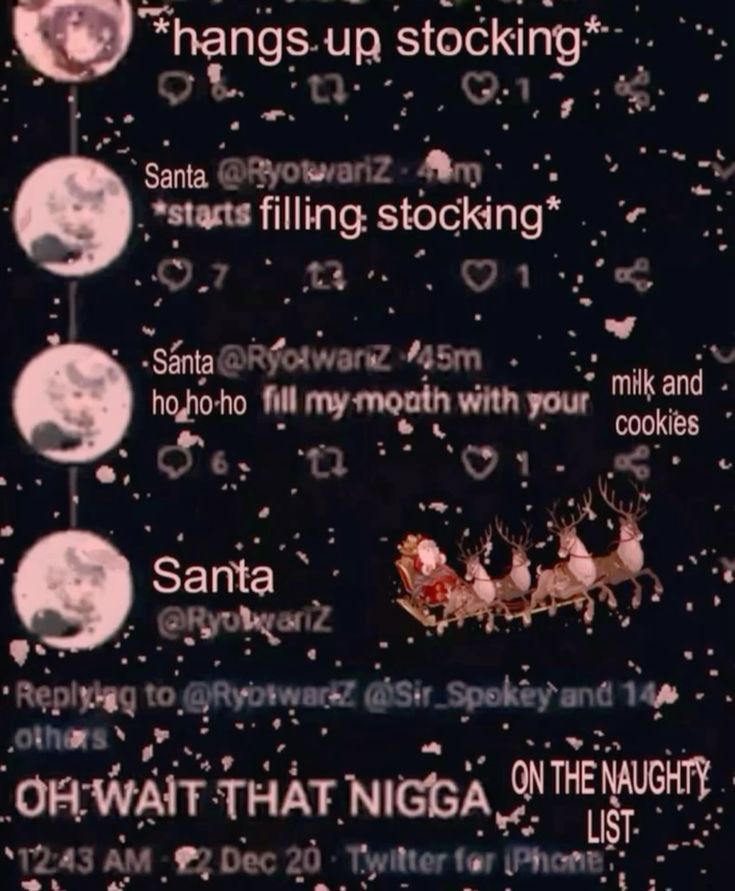 *hangs up stocking*
6 1
Santa @RyotwariZ · 45m
*starts filling stocking*
7 1
Santa @RyotwariZ · 45m
ho ho ho fill my mouth with your milk and cookies
6 1
Santa
@RyotwariZ
Replying to @RyotwariZ @Sir_Spokey and 14
others
OH WAIT THAT NIGGA ON THE NAUGHTY LIST
12:43 AM · 22 Dec 20 · Twitter for iPhone